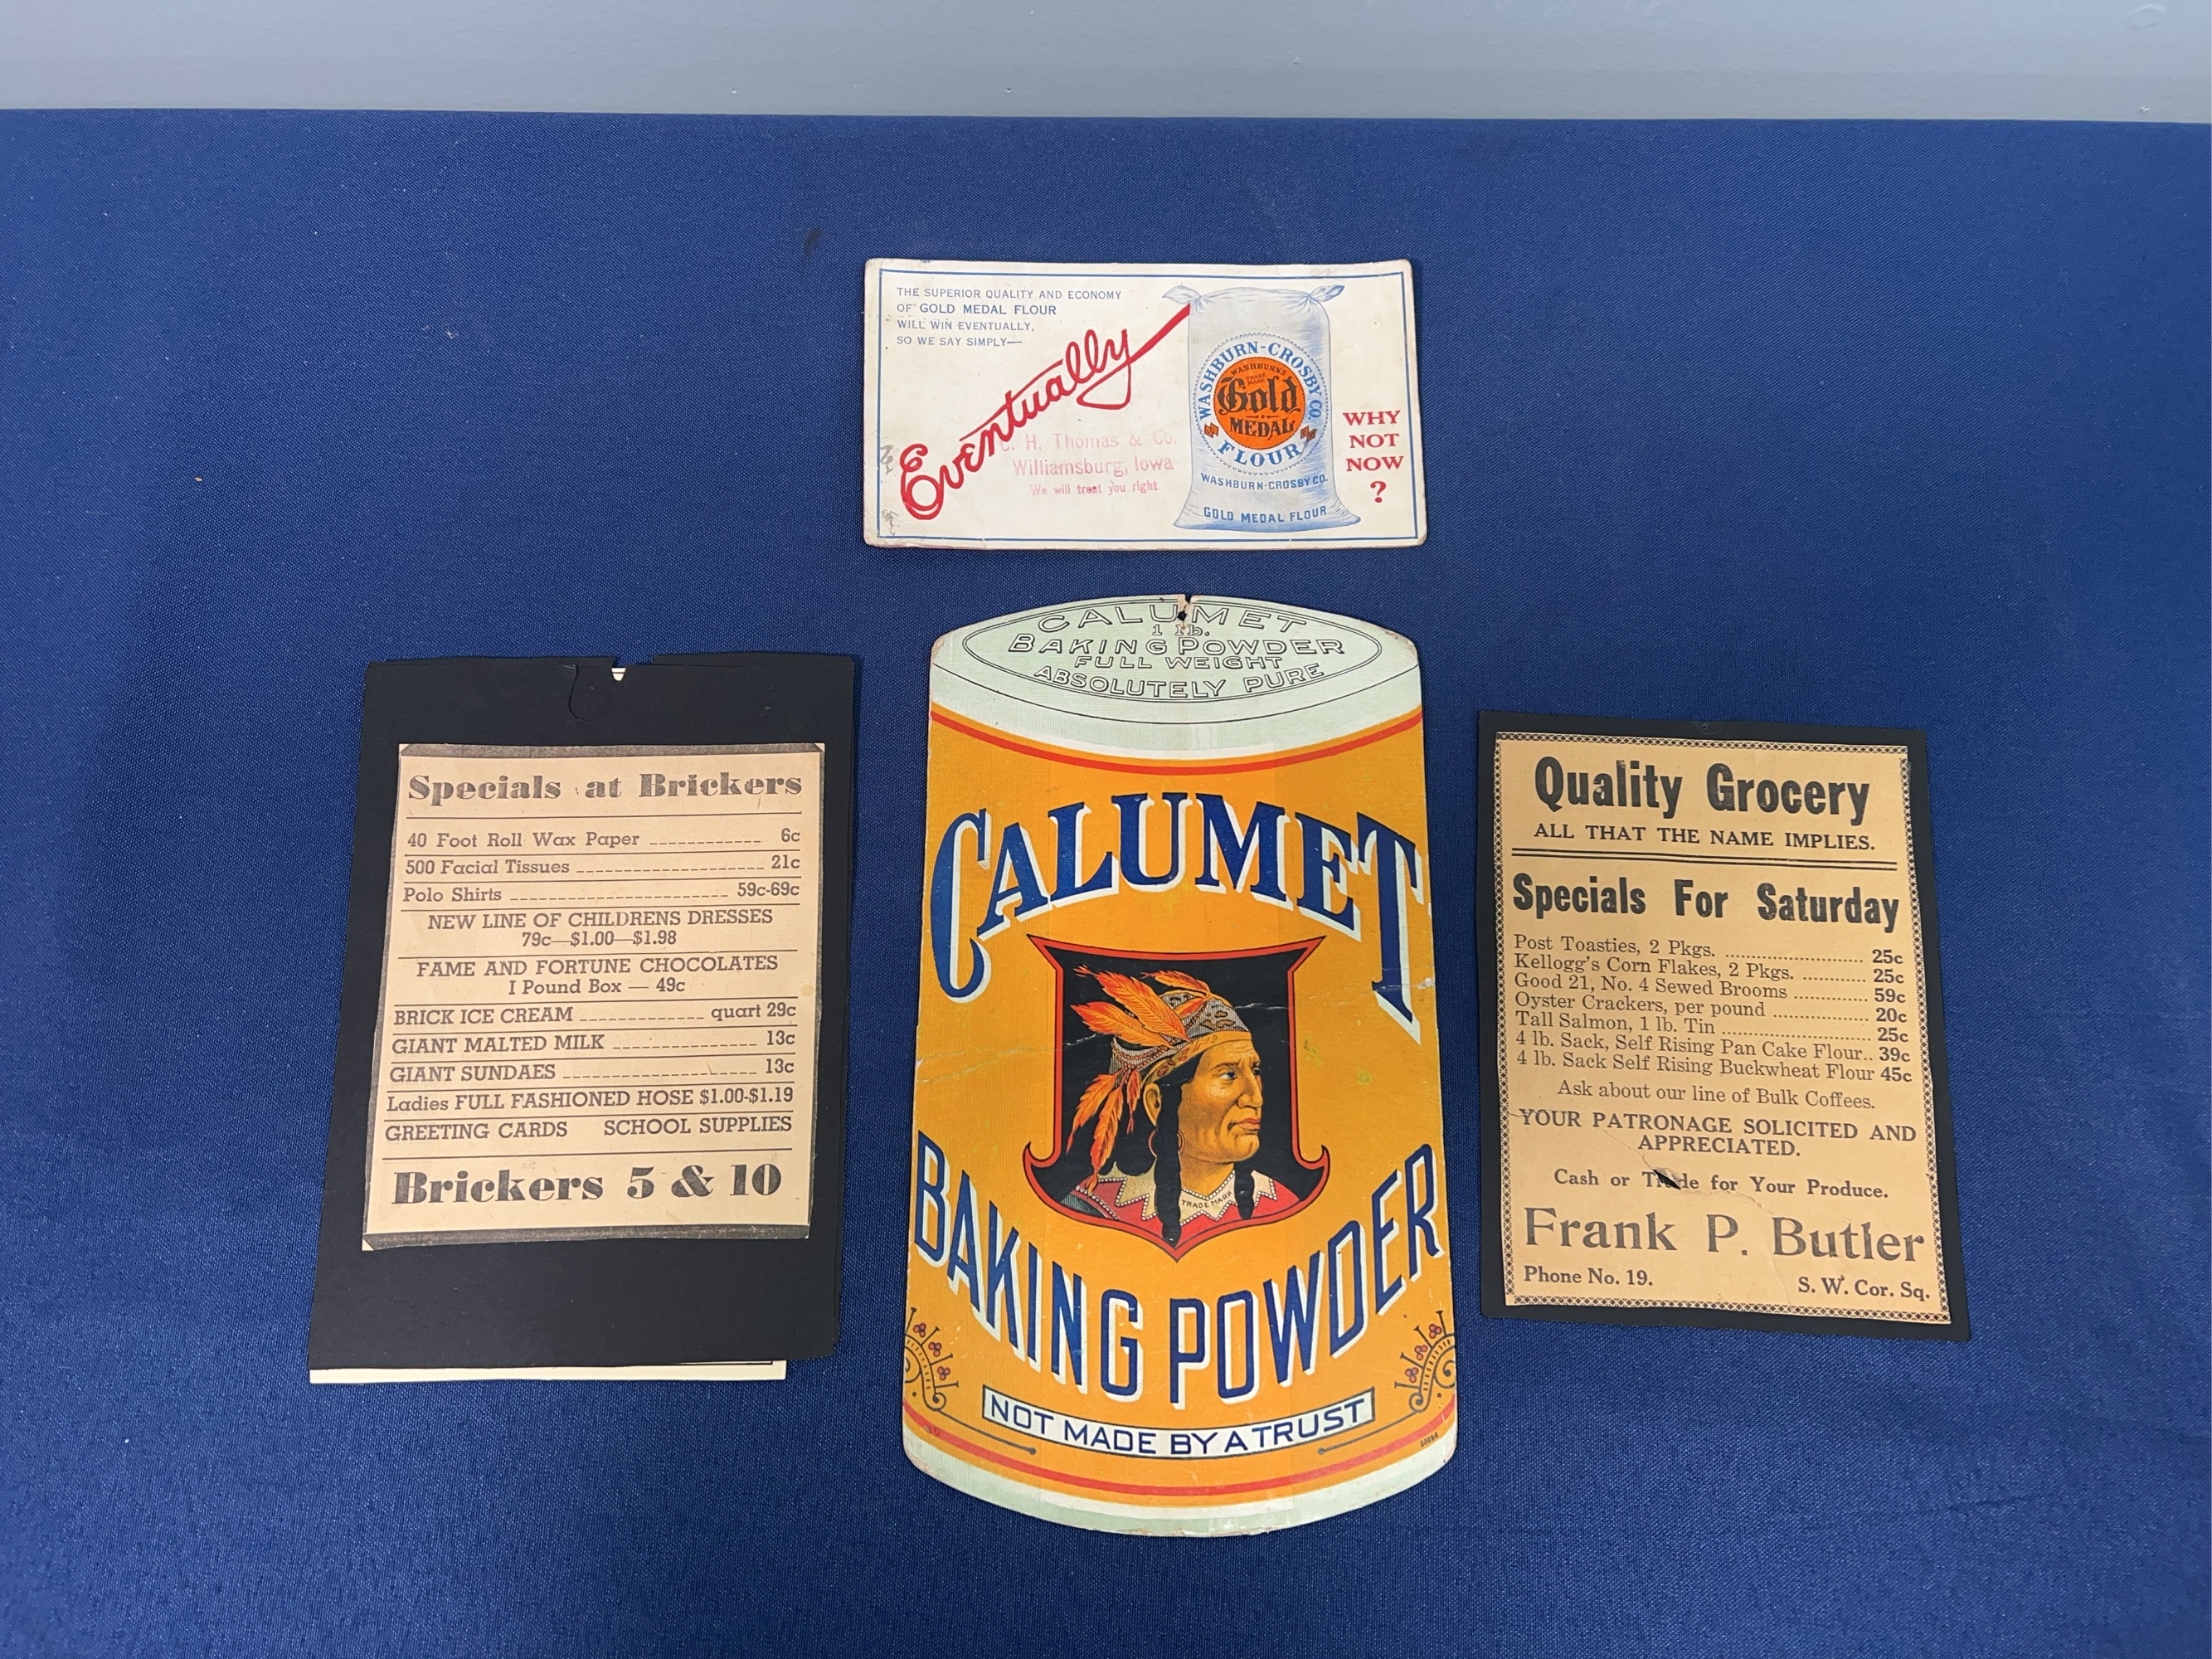 THE SUPERIOR QUALITY AND ECONOMY
OF GOLD MEDAL FLOUR
WILL WIN EVENTUALLY,
SO WE SAY SIMPLY—
Eventually
H. Thomas & Co.
Williamsburg, Iowa
We will treat you right
WASHBURN-CROSBY CO.
WASHBURN'S
TRADE MARK
Gold
MEDAL
FLOUR
WASHBURN-CROSBY CO.
GOLD MEDAL FLOUR
WHY
NOT
NOW
?
Specials at Brickers
40 Foot Roll Wax Paper ------------ 6c
500 Facial Tissues -------------------- 21c
Polo Shirts ----------------------- 59c-69c
NEW LINE OF CHILDRENS DRESSES
79c—$1.00—$1.98
FAME AND FORTUNE CHOCOLATES
1 Pound Box — 49c
BRICK ICE CREAM ------------- quart 29c
GIANT MALTED MILK --------------- 13c
GIANT SUNDAES -------------------- 13c
Ladies FULL FASHIONED HOSE $1.00-$1.19
GREETING CARDS SCHOOL SUPPLIES
Brickers 5 & 10
CALUMET
1 lb.
BAKING POWDER
FULL WEIGHT
ABSOLUTELY PURE
CALUMET
TRADE MARK
BAKING POWDER
NOT MADE BY A TRUST
Quality Grocery
ALL THAT THE NAME IMPLIES.
Specials For Saturday
Post Toasties, 2 Pkgs. ........................ 25c
Kellogg's Corn Flakes, 2 Pkgs. ........... 25c
Good 21, No. 4 Sewed Brooms ............. 59c
Oyster Crackers, per pound ................ 20c
Tall Salmon, 1 lb. Tin ......................... 25c
4 lb. Sack, Self Rising Pan Cake Flour.. 39c
4 lb. Sack Self Rising Buckwheat Flour 45c
Ask about our line of Bulk Coffees.
YOUR PATRONAGE SOLICITED AND
APPRECIATED.
Cash or Trade for Your Produce.
Frank P. Butler
Phone No. 19. S. W. Cor. Sq.